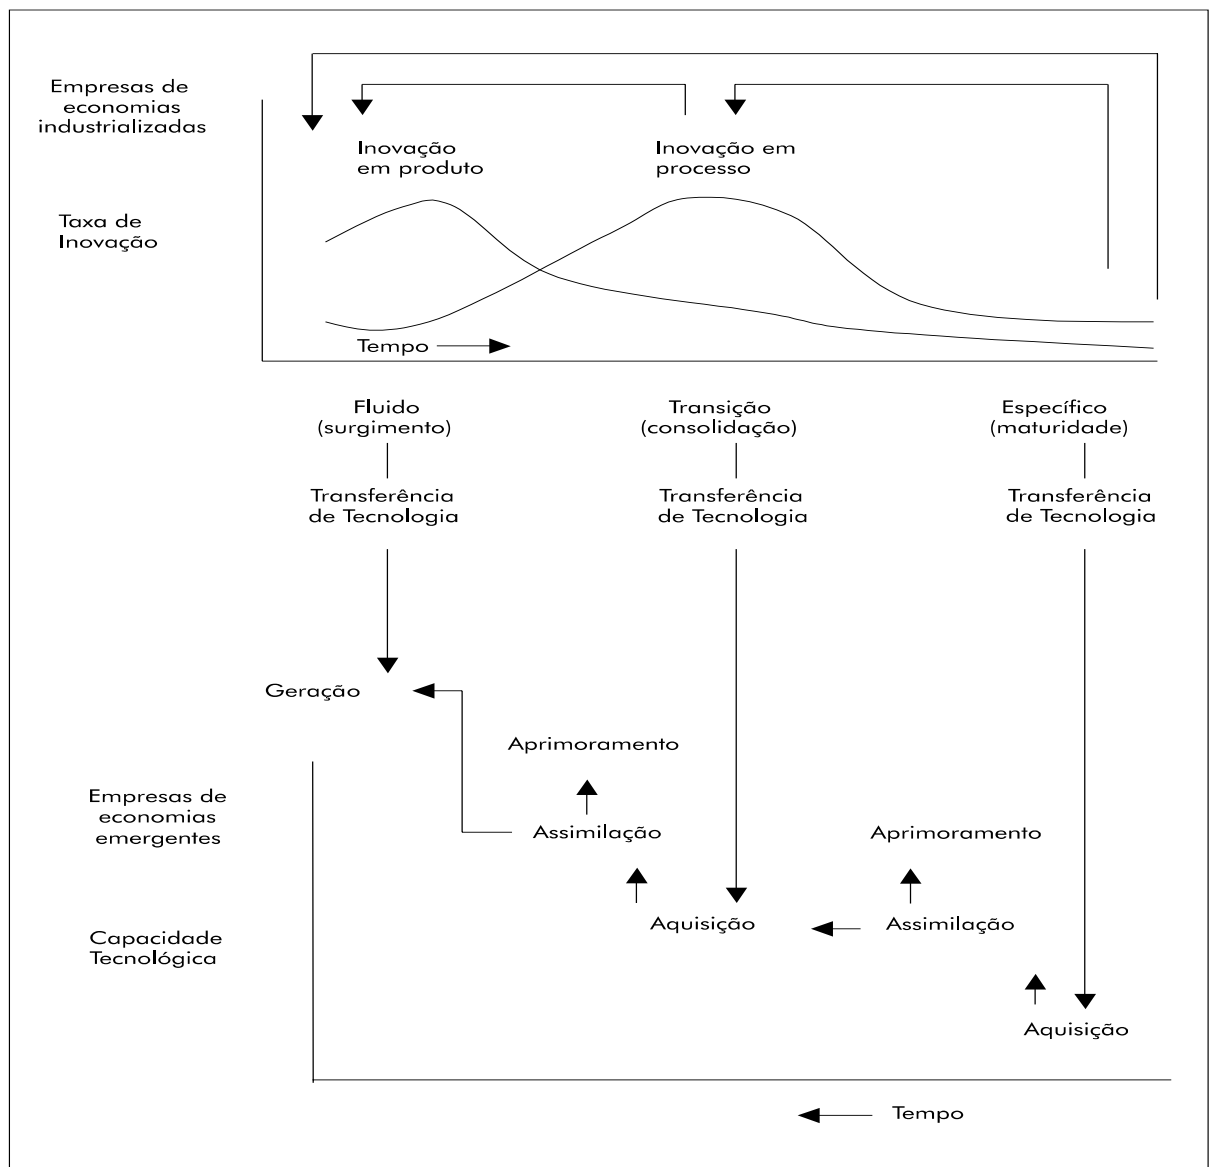 Empresas de
economias
industrializadas
Inovação
em produto
Inovação em
processo
Taxa de
Inovação
Tempo
Fluido
(surgimento)
Transição
(consolidação)
Específico
(maturidade)
Transferência
de Tecnologia
Transferência
de Tecnologia
Transferência
de Tecnologia
Geração
Aprimoramento
Empresas de
economias
emergentes
Assimilação
Aprimoramento
Capacidade
Tecnológica
Aquisição
Assimilação
Aquisição
Tempo